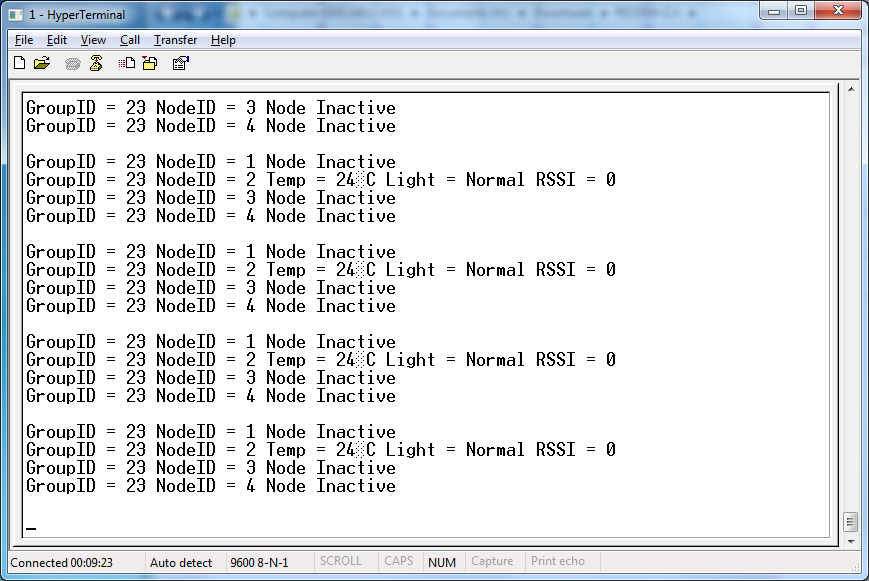 1 - HyperTerminal
File Edit View Call Transfer Help
GroupID = 23 NodeID = 3 Node Inactive
GroupID = 23 NodeID = 4 Node Inactive
GroupID = 23 NodeID = 1 Node Inactive
GroupID = 23 NodeID = 2 Temp = 24░C Light = Normal RSSI = 0
GroupID = 23 NodeID = 3 Node Inactive
GroupID = 23 NodeID = 4 Node Inactive
GroupID = 23 NodeID = 1 Node Inactive
GroupID = 23 NodeID = 2 Temp = 24░C Light = Normal RSSI = 0
GroupID = 23 NodeID = 3 Node Inactive
GroupID = 23 NodeID = 4 Node Inactive
GroupID = 23 NodeID = 1 Node Inactive
GroupID = 23 NodeID = 2 Temp = 24░C Light = Normal RSSI = 0
GroupID = 23 NodeID = 3 Node Inactive
GroupID = 23 NodeID = 4 Node Inactive
GroupID = 23 NodeID = 1 Node Inactive
GroupID = 23 NodeID = 2 Temp = 24░C Light = Normal RSSI = 0
GroupID = 23 NodeID = 3 Node Inactive
GroupID = 23 NodeID = 4 Node Inactive
_
Connected 00:09:23 Auto detect 9600 8-N-1 SCROLL CAPS NUM Capture Print echo